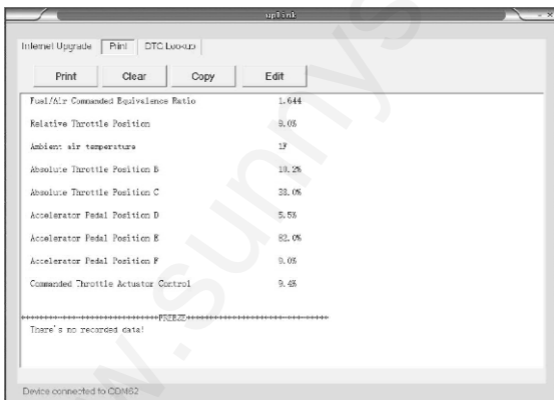 uplink
Internet Upgrade Print DTC Lookup
Print Clear Copy Edit
Fuel/Air Commanded Equivalence Ratio 1.644
Relative Throttle Position 9.0%
Ambient air temperature 1F
Absolute Throttle Position B 10.2%
Absolute Throttle Position C 38.0%
Accelerator Pedal Position D 5.5%
Accelerator Pedal Position E 82.0%
Accelerator Pedal Position F 9.0%
Commanded Throttle Actuator Control 9.4%
FREEZE
There's no recorded data!
Device connected to COM62